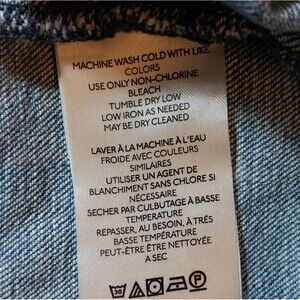 MACHINE WASH COLD WITH LIKE
COLORS
USE ONLY NON-CHLORINE
BLEACH
TUMBLE DRY LOW
LOW IRON AS NEEDED
MAY BE DRY CLEANED
LAVER À LA MACHINE À L'EAU
FROIDE AVEC COULEURS
SIMILAIRES
UTILISER UN AGENT DE
BLANCHIMENT SANS CHLORE SI
NÉCESSAIRE
SECHER PAR CULBUTAGE À BASSE
TEMPERATURE
REPASSER, AU BESOIN, À TRÈS
BASSE TEMPÉRATURE
PEUT-ÊTRE ÊTRE NETTOYÉE
A SEC
30 P